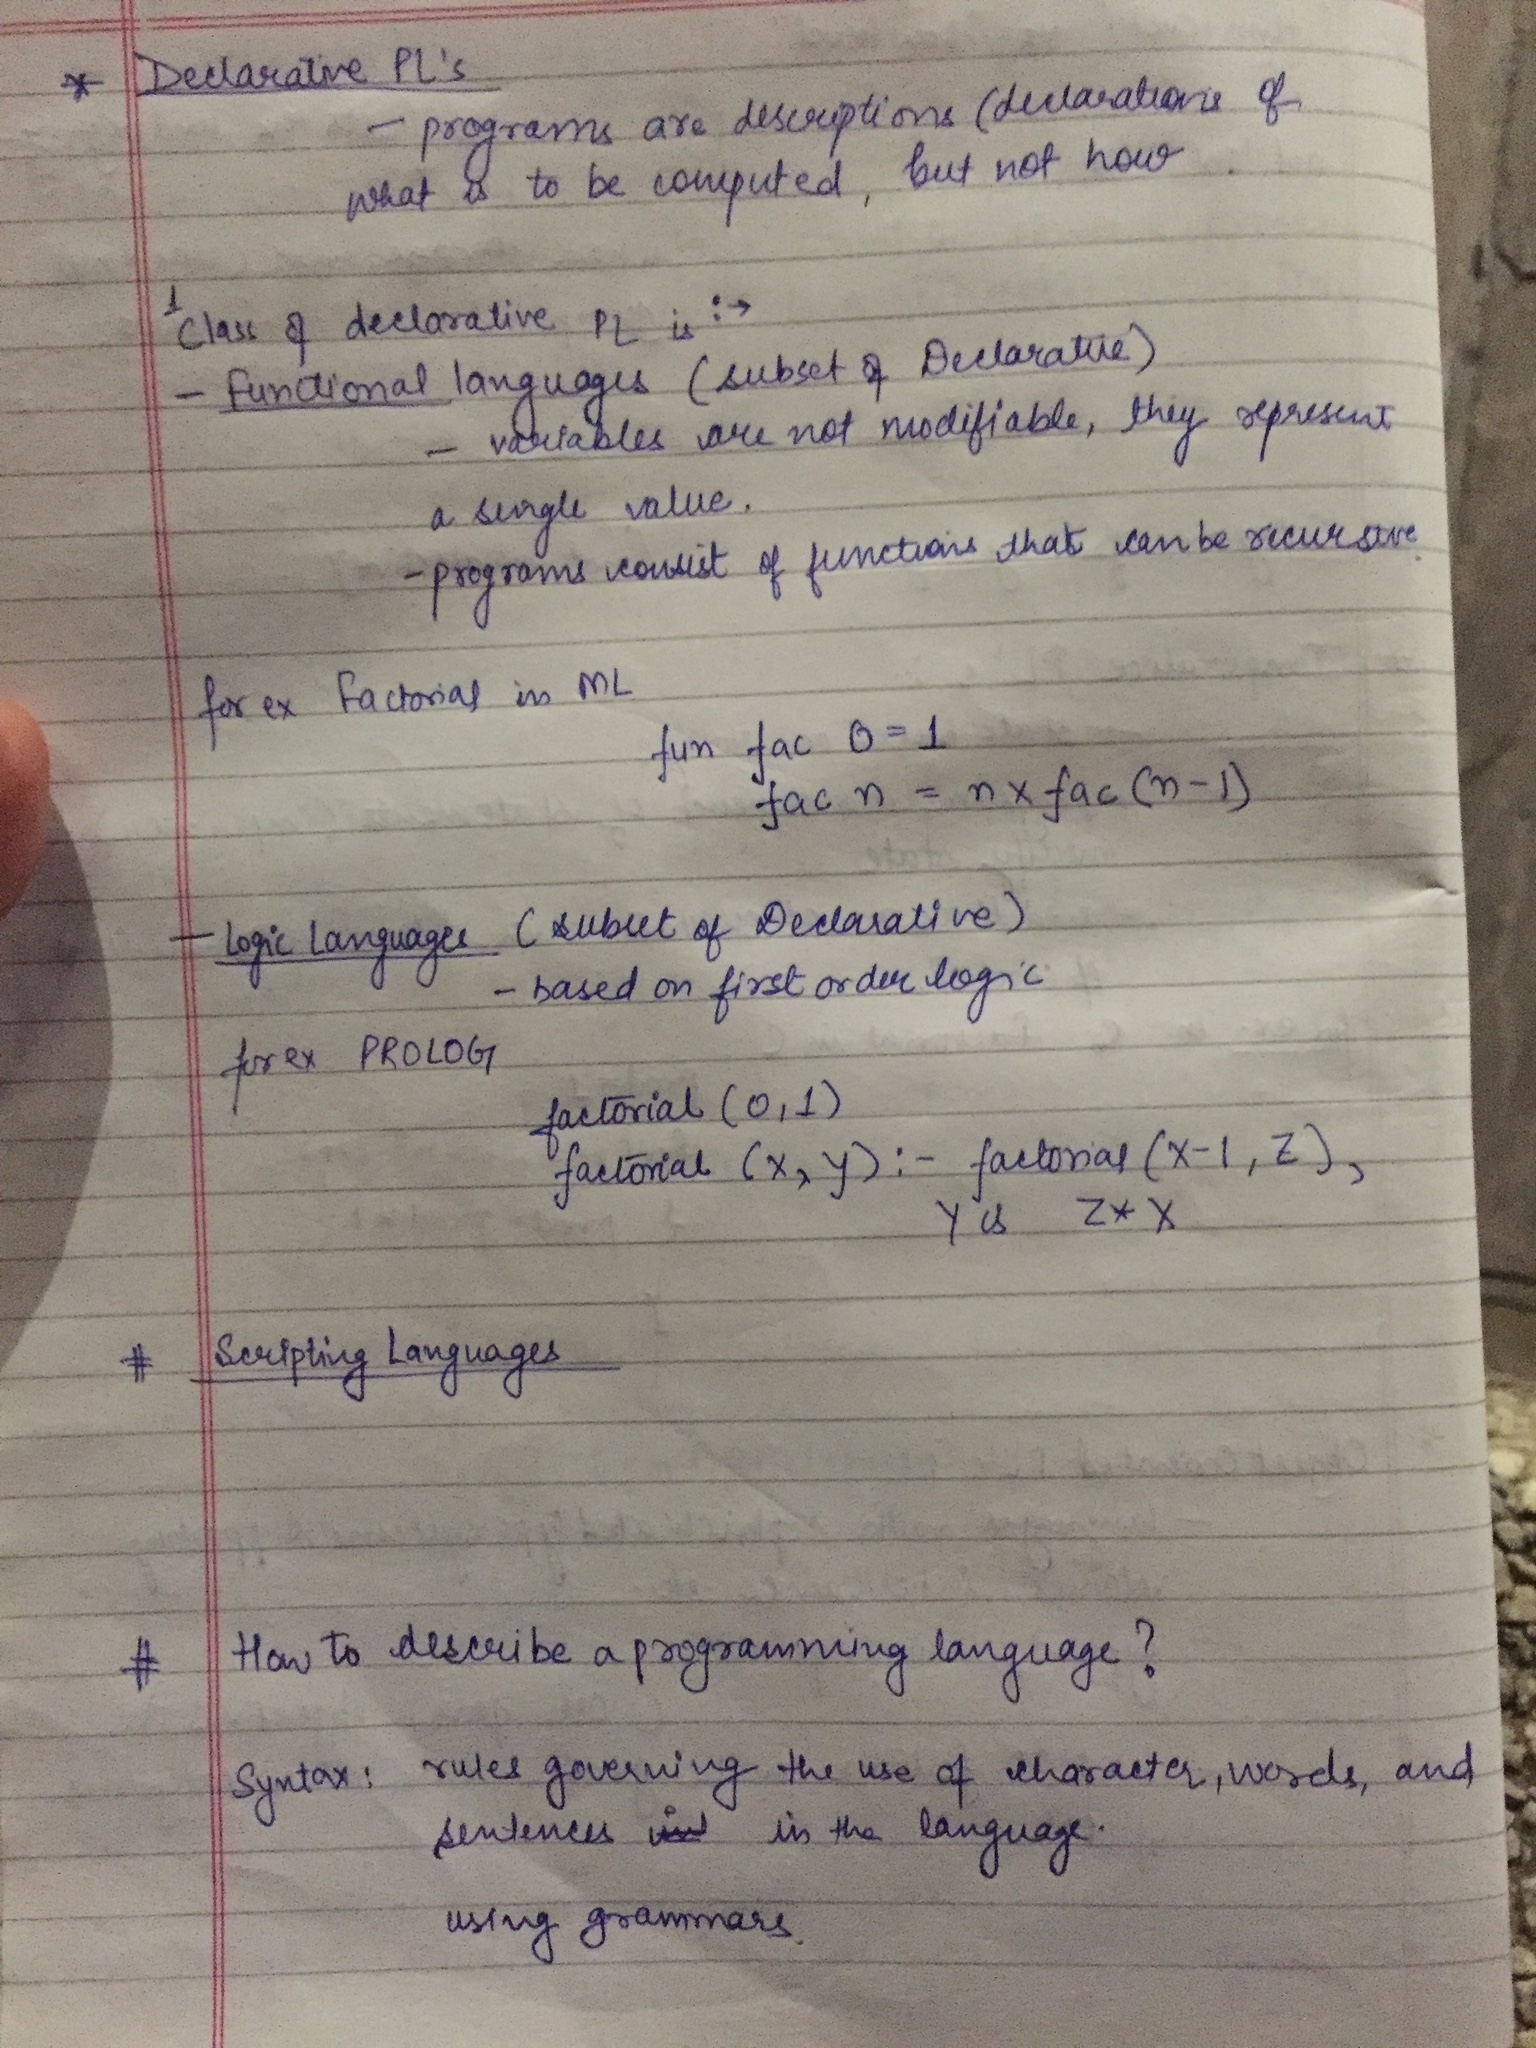 * Declarative PL's
- programs are descriptions (declarations of
what is to be computed, but not how.
1 Class of declarative PL is :→
- Functional languages (subset of Declarative)
- variables are not modifiable, they represent
a single value.
- programs consist of functions that can be recursive.
for ex Factorial in ML
fun fac 0 = 1
fac n = n x fac (n-1)
- Logic Languages (subset of Declarative)
- based on first order logic
for ex PROLOG
factorial (0,1)
factorial (X, Y) :- factorial (X-1, Z),
Y is Z * X
# Scripting Languages
# How to describe a programming language?
Syntax: rules governing the use of character, words, and
sentences in the language.
using grammars.